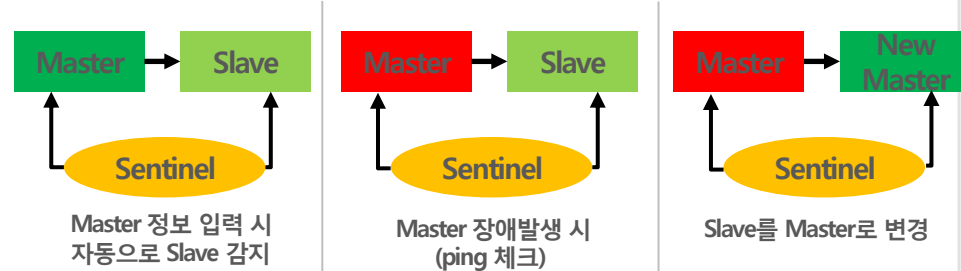 Master
Slave
Sentinel
Master 정보 입력 시
자동으로 Slave 감지
Master
Slave
Sentinel
Master 장애발생 시
(ping 체크)
Master
New
Master
Sentinel
Slave를 Master로 변경